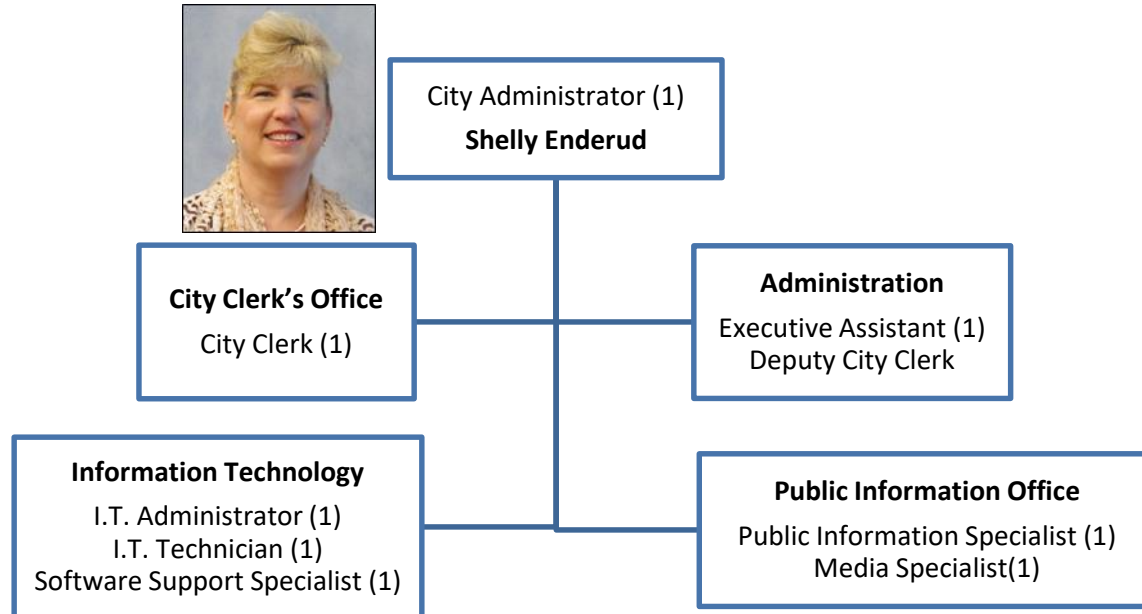 City Administrator (1)
Shelly Enderud
City Clerk’s Office
City Clerk (1)
Administration
Executive Assistant (1)
Deputy City Clerk
Information Technology
I.T. Administrator (1)
I.T. Technician (1)
Software Support Specialist (1)
Public Information Office
Public Information Specialist (1)
Media Specialist(1)